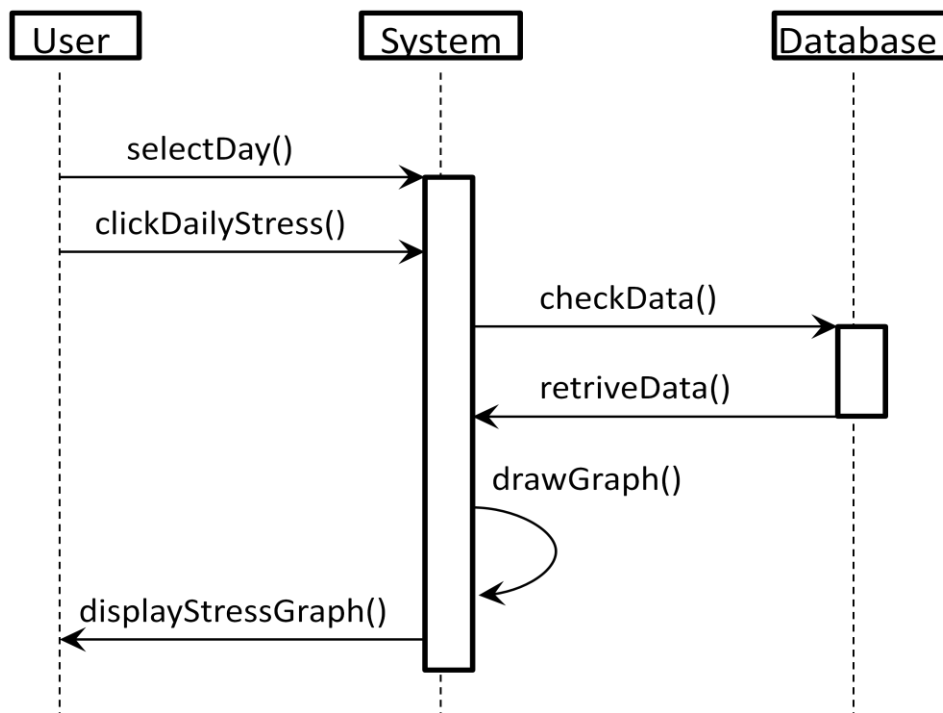 User
System
Database
selectDay()
clickDailyStress()
checkData()
retriveData()
drawGraph()
displayStressGraph()